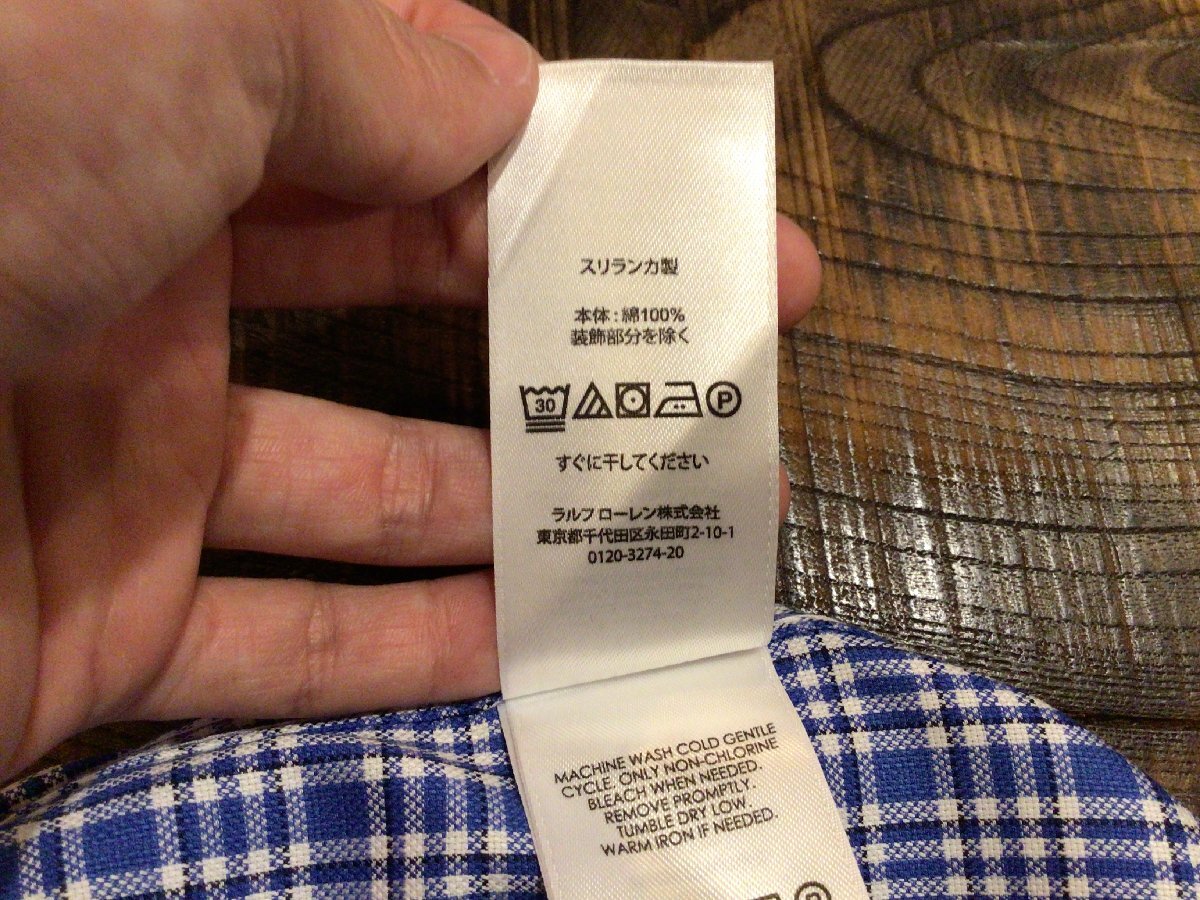 スリランカ製
本体:綿100%
装飾部分を除く
30 P
すぐに干してください
ラルフ ローレン株式会社
東京都千代田区永田町2-10-1
0120-3274-20
MACHINE WASH COLD GENTLE
CYCLE. ONLY NON-CHLORINE
BLEACH WHEN NEEDED.
REMOVE PROMPTLY.
TUMBLE DRY LOW.
WARM IRON IF NEEDED.